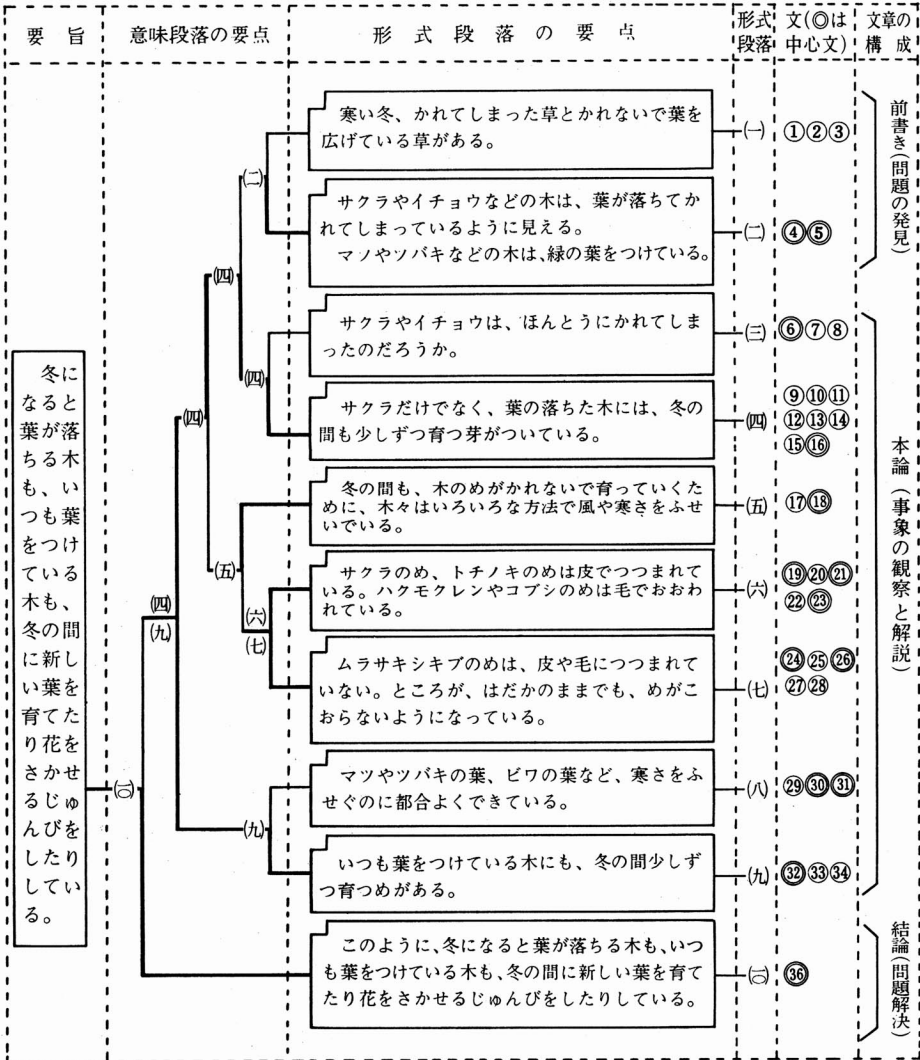 要旨
意味段落の要点
形式段落の要点
形式
段落
文(◎は
中心文)
文章の
構成
寒い冬、かれてしまった草とかれないで葉を
広げている草がある。
(一)
①②③
サクラやイチョウなどの木は、葉が落ちてか
れてしまっているように見える。
マツやツバキなどの木は、緑の葉をつけている。
(二)
④⑤
前書き(問題の発見)
サクラやイチョウは、ほんとうにかれてしま
ったのだろうか。
(三)
⑥⑦⑧
サクラだけでなく、葉の落ちた木には、冬の
間も少しずつ育つ芽がついている。
(四)
⑨⑩⑪
⑫⑬⑭
⑮⑯
冬の間も、木のめがかれないで育っていくた
めに、木々はいろいろな方法で風や寒さをふせ
いでいる。
(五)
⑰⑱
サクラのめ、トチノキのめは皮でつつまれて
いる。ハクモクレンやコブシのめは毛でおおわ
れている。
(六)
⑲⑳㉑
㉒㉓
ムラサキシキブのめは、皮や毛につつまれて
いない。ところが、はだかのままでも、めがこ
おらないようになっている。
(七)
㉔㉕㉖
㉗㉘
マツやツバキの葉、ビワの葉など、寒さをふ
せぐのに都合よくできている。
(八)
㉙㉚㉛
いつも葉をつけている木にも、冬の間少しず
つ育つめがある。
(九)
㉜㉝㉞
本論(事象の観察と解説)
このように、冬になると葉が落ちる木も、いつ
も葉をつけている木も、冬の間に新しい葉を育て
たり花をさかせるじゅんびをしたりしている。
(一〇)
㊱
結論(問題解決)
(二)
(四)
(四)
(四)
(五)
(六)
(七)
(四)
(九)
(九)
(一〇)
冬に
なると
葉が落
ちる木
も、い
つも葉
をつけ
ている
木も、
冬の間
に新し
い葉を
育てた
り花を
さかせ
るじゅ
んびを
したり
してい
る。